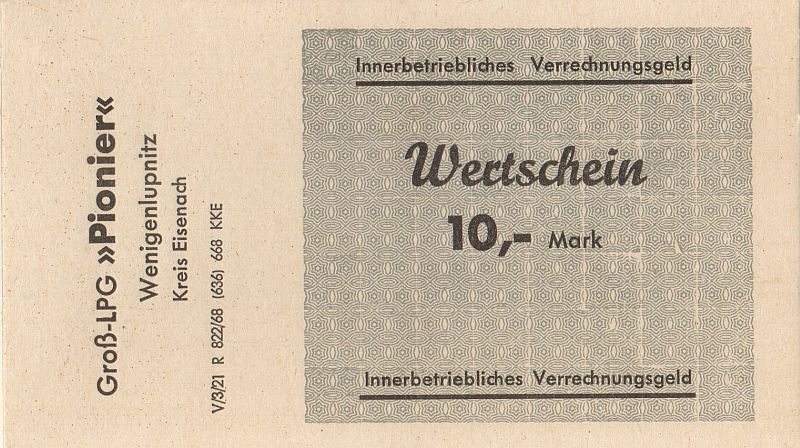 Groß-LPG »Pionier«
Wenigenlupnitz
Kreis Eisenach
V/3/21 R 822/68 (636) 668 KKE
Innerbetriebliches Verrechnungsgeld
Wertschein
10,- Mark
Innerbetriebliches Verrechnungsgeld